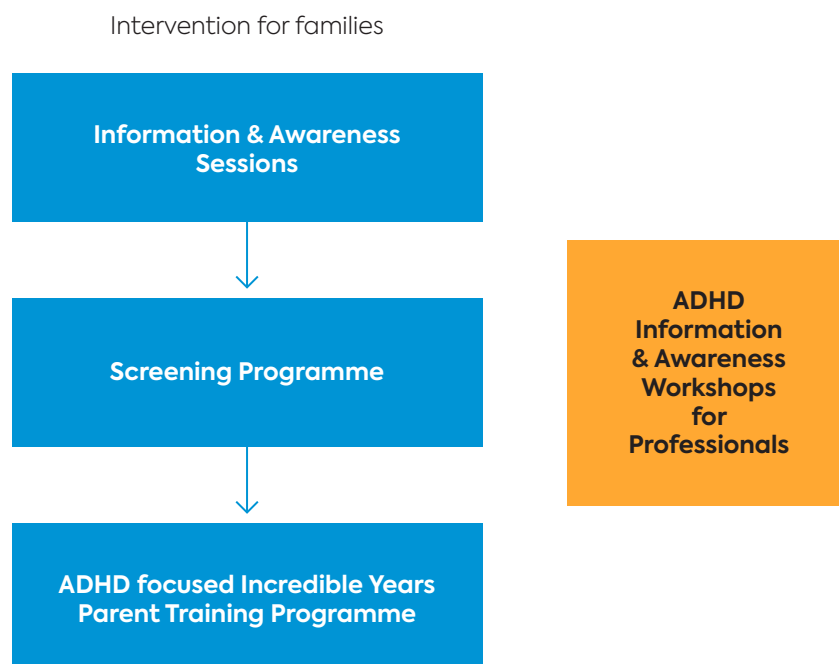 Intervention for families
Information & Awareness
Sessions
Screening Programme
ADHD focused Incredible Years
Parent Training Programme
ADHD
Information
& Awareness
Workshops
for
Professionals